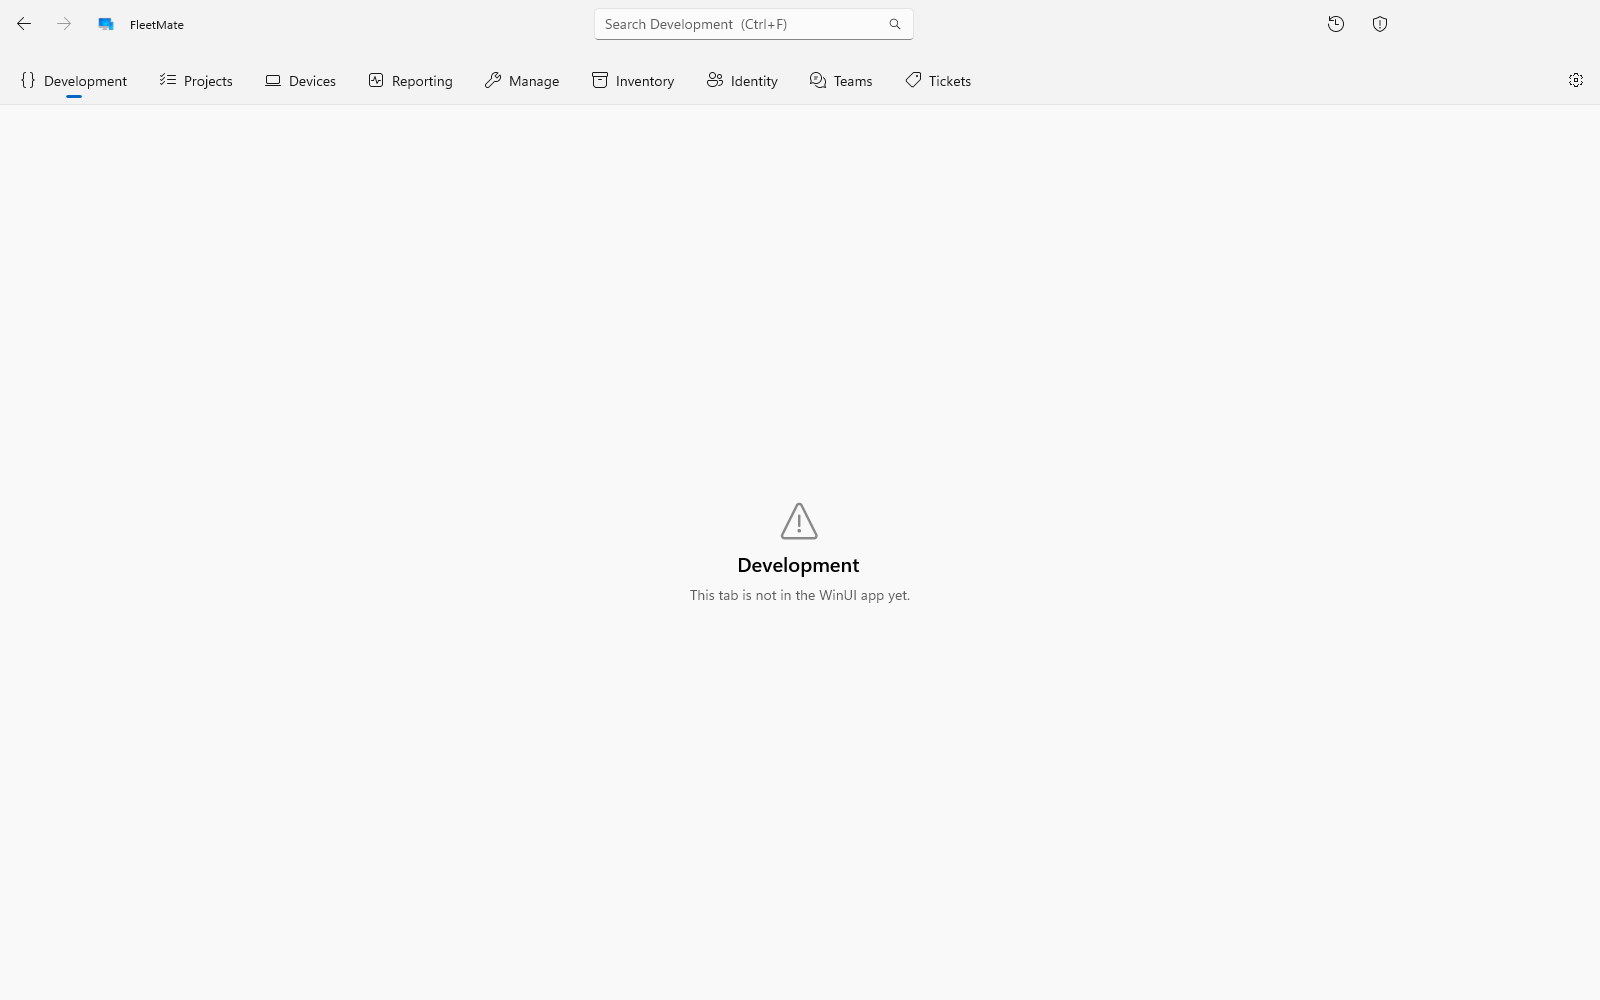 FleetMate
Search Development  (Ctrl+F)
Development
Projects
Devices
Reporting
Manage
Inventory
Identity
Teams
Tickets
Development
This tab is not in the WinUI app yet.